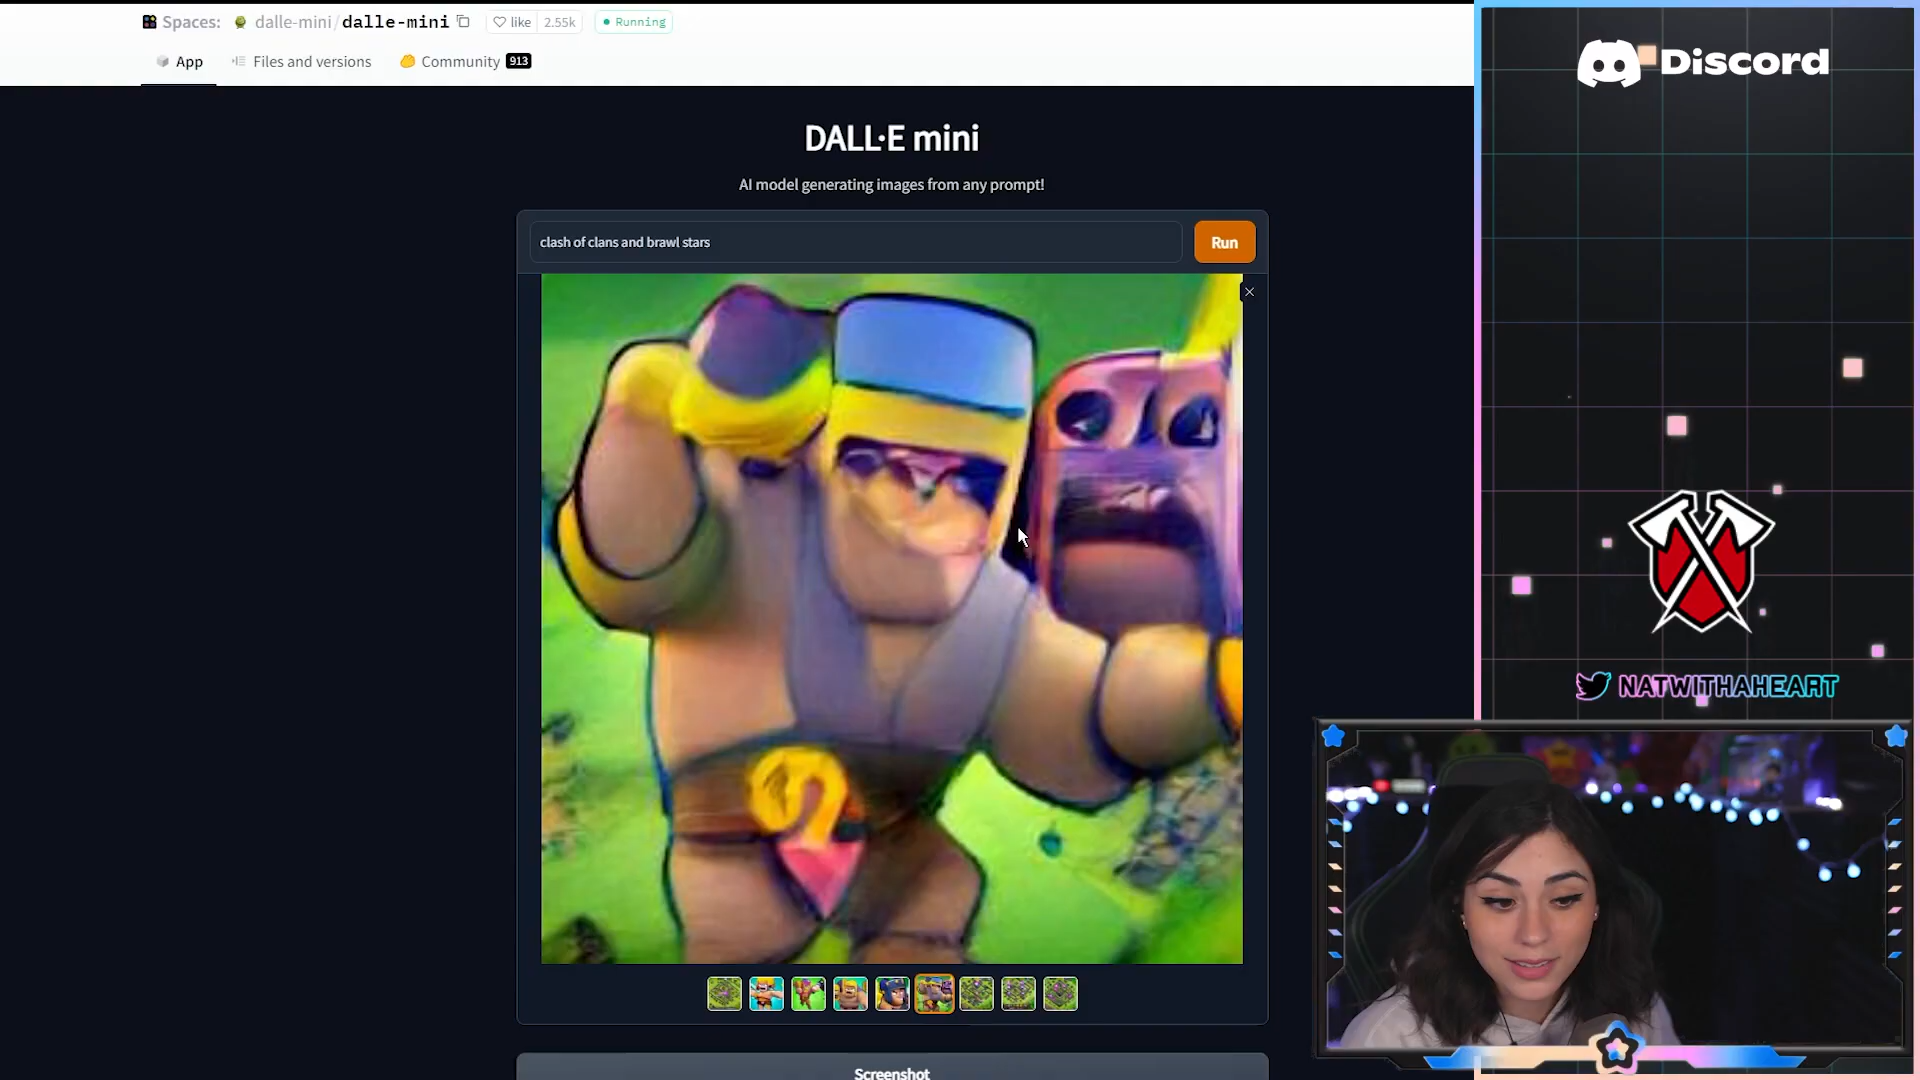 Spaces: dalle-mini/dalle-mini like 2.55k Running
App Files and versions Community 913
Discord
DALL·E mini
AI model generating images from any prompt!
clash of clans and brawl stars Run
NATWITHAHEART
Screenshot